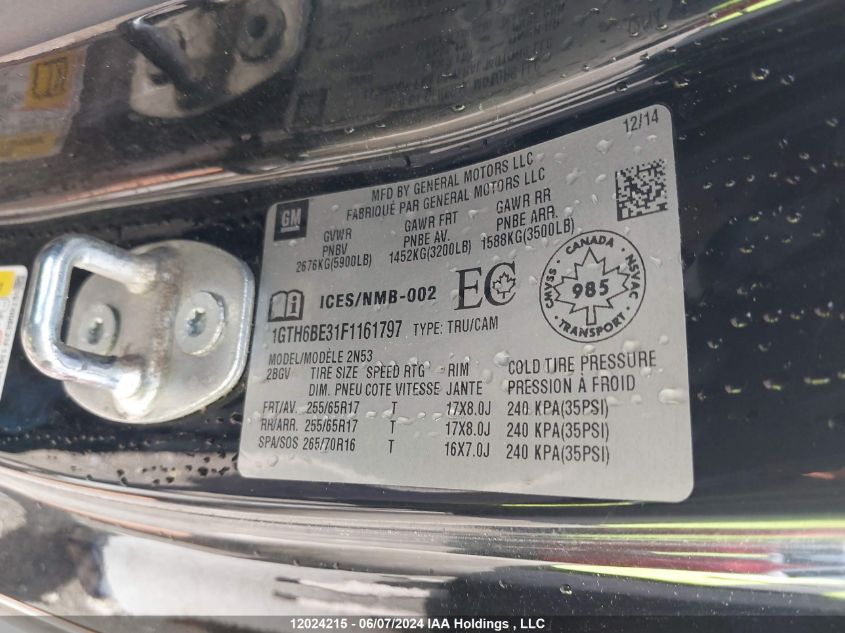 12/14
MFD BY GENERAL MOTORS LLC
FABRIQUÉ PAR GENERAL MOTORS LLC
GM
GVWR GAWR FRT GAWR RR
PNBV PNBE AV. PNBE ARR.
2676KG(5900LB) 1452KG(3200LB) 1588KG(3500LB)
ICES/NMB-002 EC
CANADA
CMVSS NSVAC
985
TRANSPORT
1GTH6BE31F1161797 TYPE: TRU/CAM
MODEL/MODÈLE 2N53
2BGV TIRE SIZE SPEED RTG RIM COLD TIRE PRESSURE
DIM. PNEU COTE VITESSE JANTE PRESSION À FROID
FRT/AV. 255/65R17 T 17X8.0J 240 KPA(35PSI)
RR/ARR. 255/65R17 T 17X8.0J 240 KPA(35PSI)
SPA/SOS 265/70R16 T 16X7.0J 240 KPA(35PSI)
12024215 - 06/07/2024 IAA Holdings , LLC